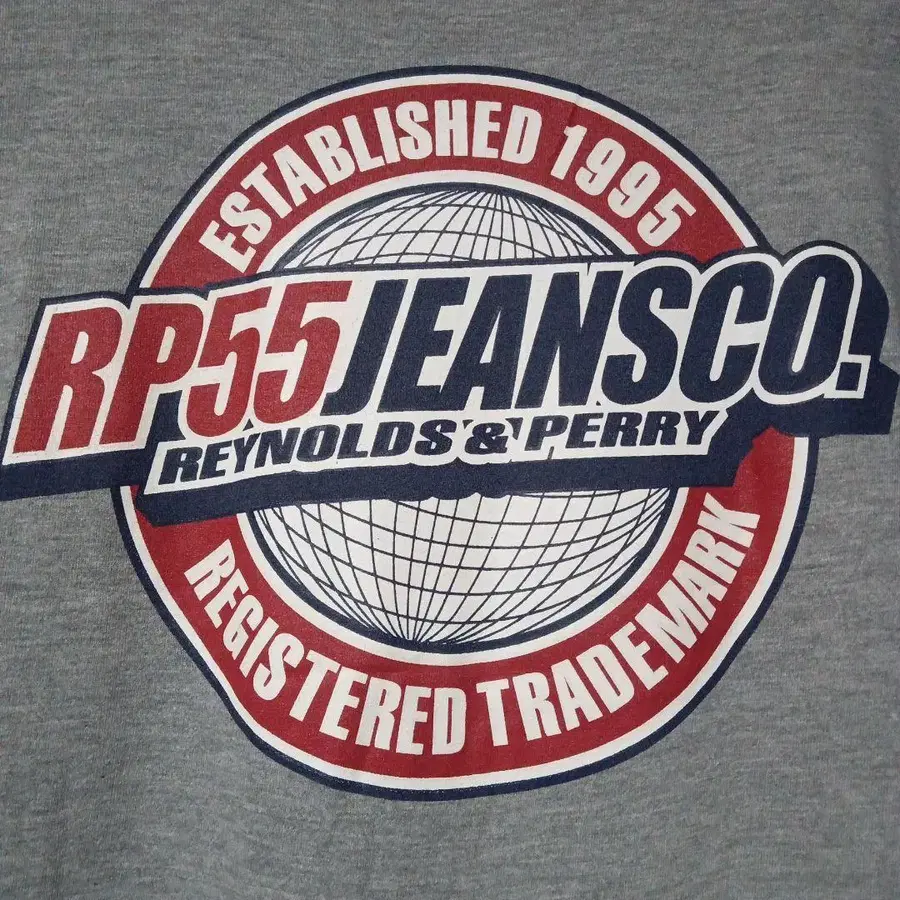 ESTABLISHED 1995
RP55JEANSCO.
REYNOLDS & PERRY
REGISTERED TRADEMARK